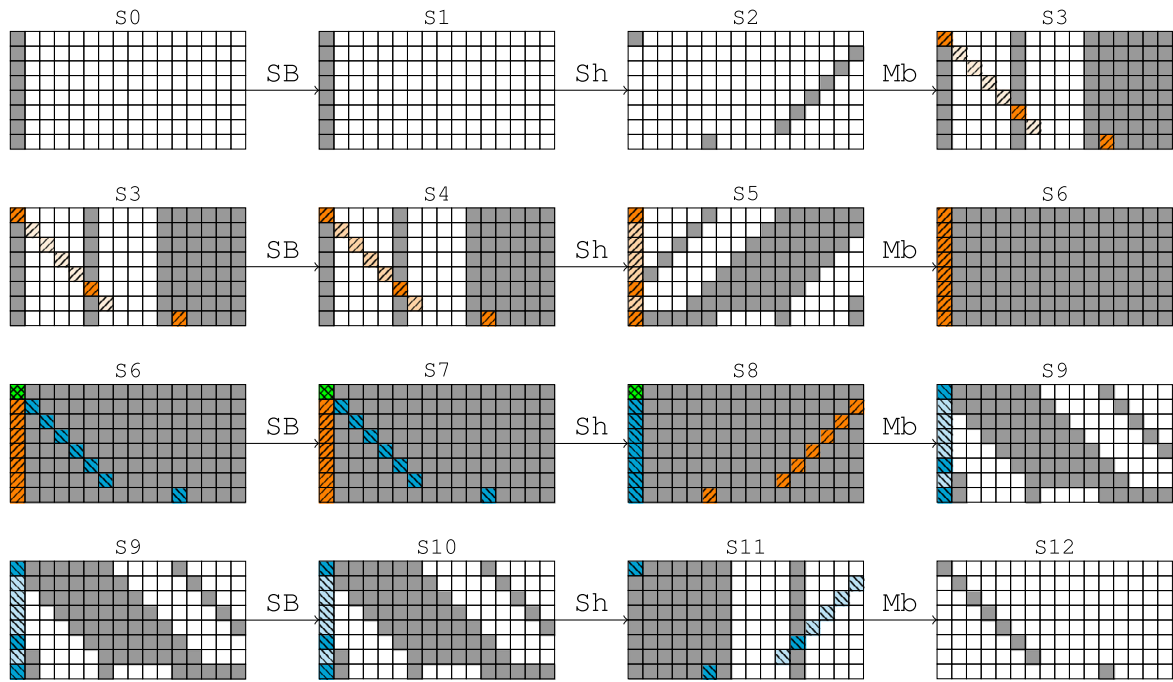 S0 S1 S2 S3
SB Sh Mb
S3 S4 S5 S6
SB Sh Mb
S6 S7 S8 S9
SB Sh Mb
S9 S10 S11 S12
SB Sh Mb